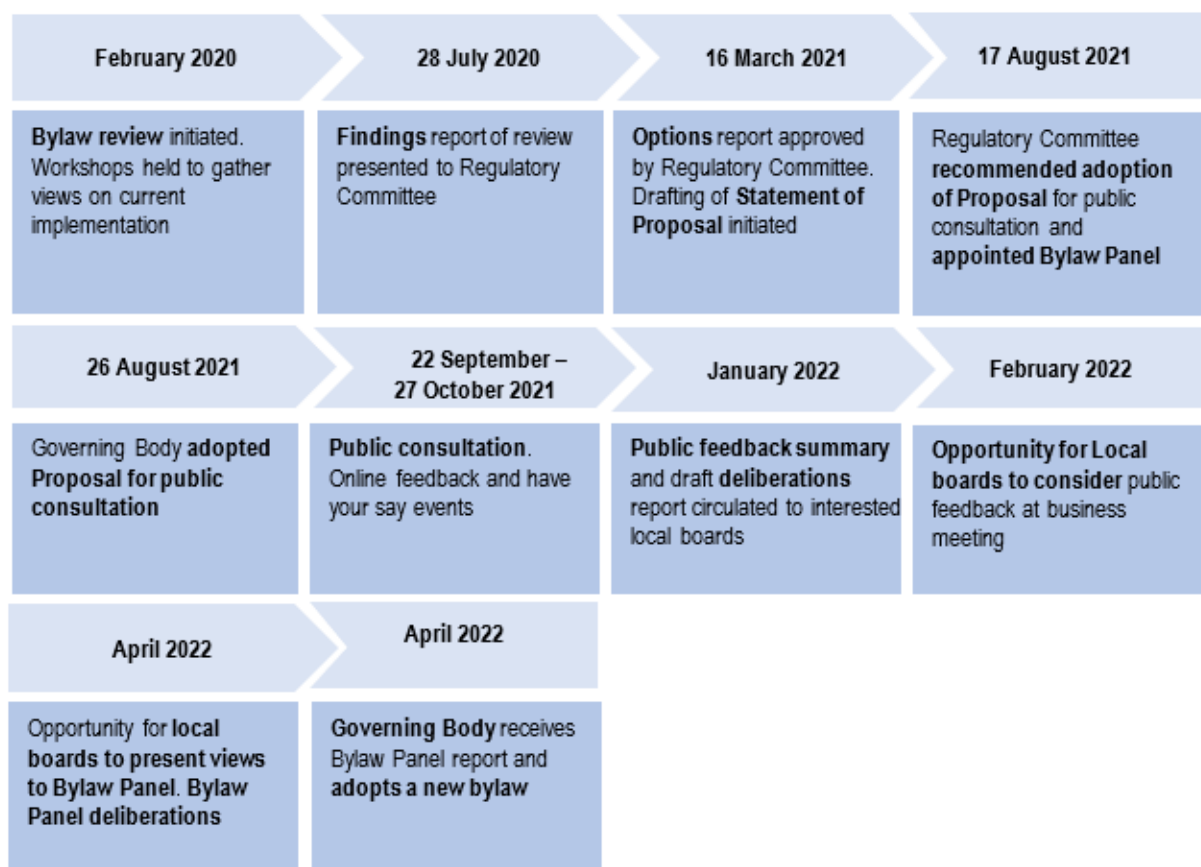 February 2020
Bylaw review initiated.
Workshops held to gather
views on current
implementation
28 July 2020
Findings report of review
presented to Regulatory
Committee
16 March 2021
Options report approved
by Regulatory Committee.
Drafting of Statement of
Proposal initiated
17 August 2021
Regulatory Committee
recommended adoption
of Proposal for public
consultation and
appointed Bylaw Panel
26 August 2021
Governing Body adopted
Proposal for public
consultation
22 September –
27 October 2021
Public consultation.
Online feedback and have
your say events
January 2022
Public feedback summary
and draft deliberations
report circulated to interested
local boards
February 2022
Opportunity for Local
boards to consider public
feedback at business
meeting
April 2022
Opportunity for local
boards to present views
to Bylaw Panel. Bylaw
Panel deliberations
April 2022
Governing Body receives
Bylaw Panel report and
adopts a new bylaw